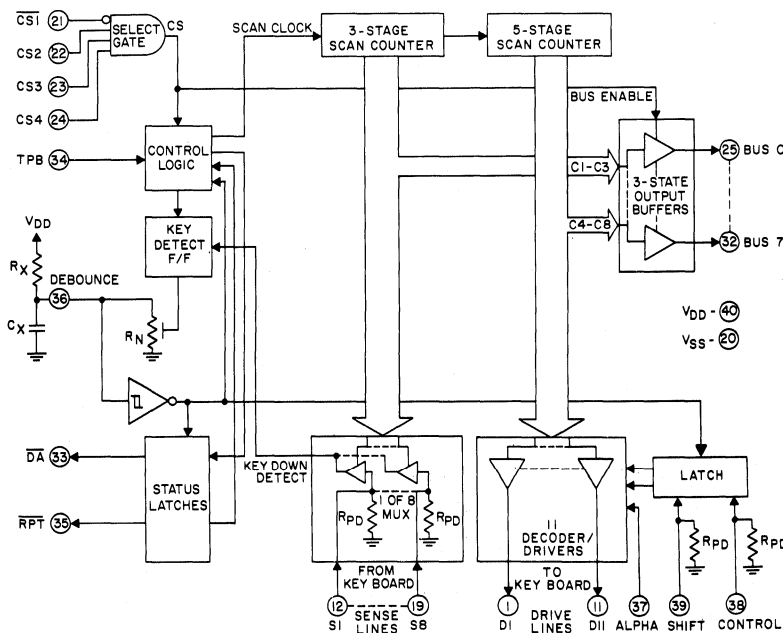 CS1 21
CS2 22
CS3 23
CS4 24
SELECT
GATE
CS
SCAN CLOCK
3-STAGE
SCAN COUNTER
5-STAGE
SCAN COUNTER
BUS ENABLE
TPB 34
CONTROL
LOGIC
C1-C3
3-STATE
OUTPUT
BUFFERS
C4-C8
25 BUS 0
32 BUS 7
KEY
DETECT
F/F
VDD
RX
DEBOUNCE
36
CX
RN
VDD - 40
VSS - 20
DA 33
RPT 35
STATUS
LATCHES
KEY DOWN
DETECT
1 OF 8
MUX
RPD
RPD
11
DECODER/
DRIVERS
LATCH
RPD
RPD
FROM
KEY BOARD
TO
KEY BOARD
12 SENSE 19
S1 LINES S8
1 DRIVE 11
D1 LINES D11
37 39 38
ALPHA SHIFT CONTROL